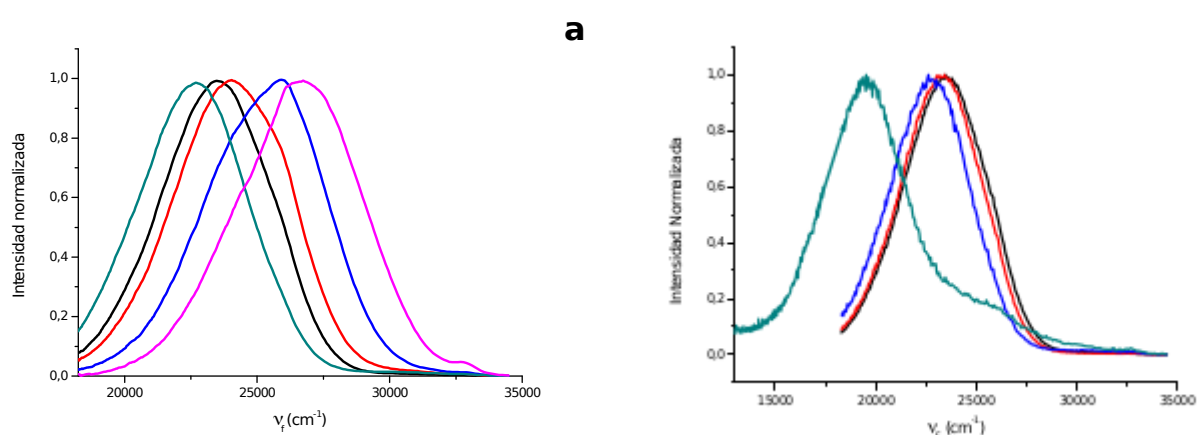 a
Intensidad normalizada
1,0
0,8
0,6
0,4
0,2
0,0
20000 25000 30000 35000
νf (cm-1)
Intensidad Normalizada
1,0
0,8
0,6
0,4
0,2
0,0
15000 20000 25000 30000 35000
νf (cm-1)